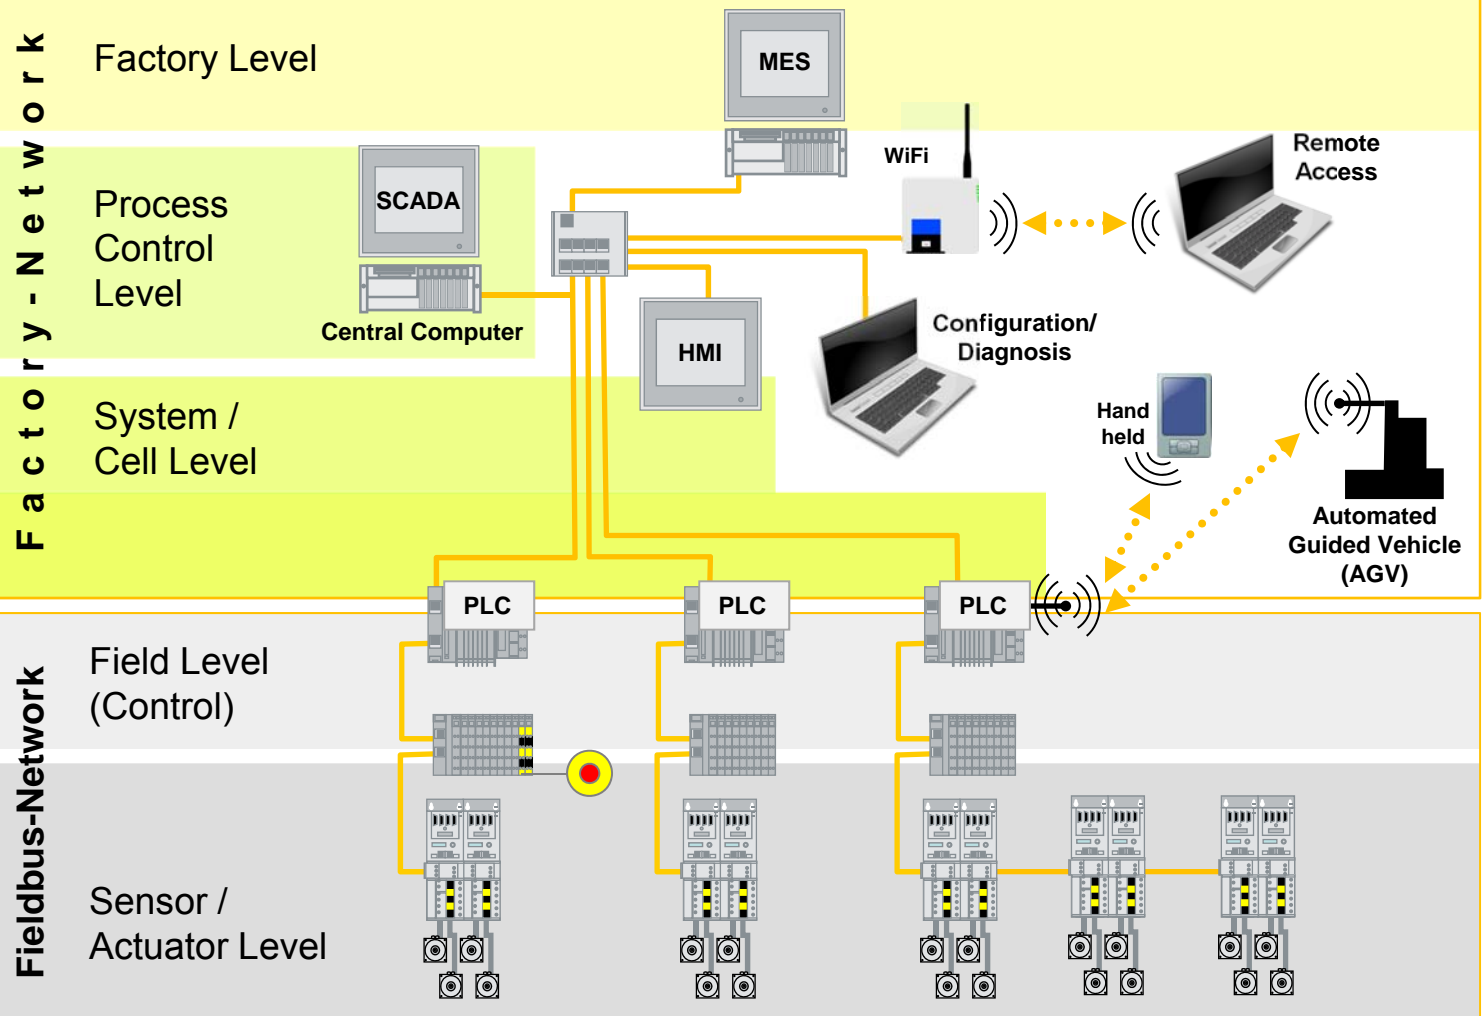 Factory-Network
Factory Level
MES
WiFi
Remote
Access
SCADA
Process
Control
Level
Central Computer
HMI
Configuration/
Diagnosis
System /
Cell Level
Hand
held
Automated
Guided Vehicle
(AGV)
PLC
PLC
PLC
Fieldbus-Network
Field Level
(Control)
Sensor /
Actuator Level